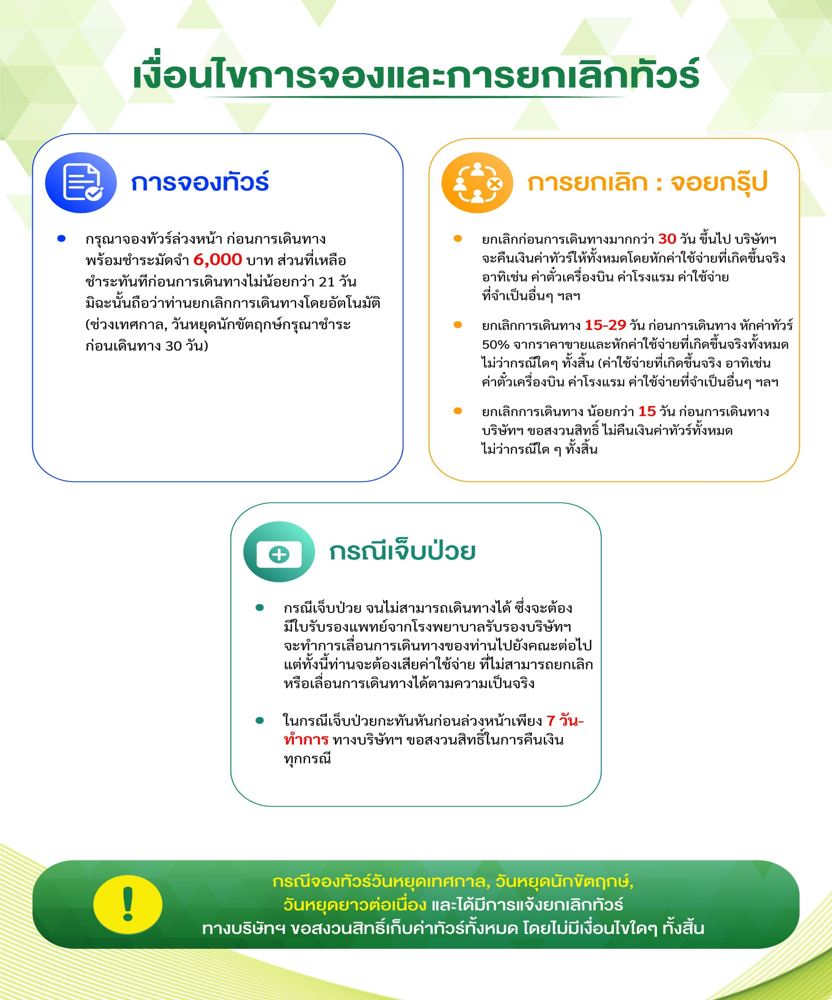 เงื่อนไขการจองและการยกเลิกทัวร์
การจองทัวร์
กรุณาจองทัวร์ล่วงหน้า ก่อนการเดินทาง
พร้อมชำระมัดจำ 6,000 บาท ส่วนที่เหลือ
ชำระทันทีก่อนการเดินทางไม่น้อยกว่า 21 วัน
มิฉะนั้นถือว่าท่านยกเลิกการเดินทางโดยอัตโนมัติ
(ช่วงเทศกาล, วันหยุดนักขัตฤกษ์กรุณาชำระ
ก่อนเดินทาง 30 วัน)
การยกเลิก : จอยกรุ๊ป
ยกเลิกก่อนการเดินทางมากกว่า 30 วัน ขึ้นไป บริษัทฯ
จะคืนเงินค่าทัวร์ให้ทั้งหมดโดยหักค่าใช้จ่ายที่เกิดขึ้นจริง
อาทิเช่น ค่าตั๋วเครื่องบิน ค่าโรงแรม ค่าใช้จ่าย
ที่จำเป็นอื่นๆ ฯลฯ
ยกเลิกการเดินทาง 15-29 วัน ก่อนการเดินทาง หักค่าทัวร์
50% จากราคาขายและหักค่าใช้จ่ายที่เกิดขึ้นจริงทั้งหมด
ไม่ว่ากรณีใดๆ ทั้งสิ้น (ค่าใช้จ่ายที่เกิดขึ้นจริง อาทิเช่น
ค่าตั๋วเครื่องบิน ค่าโรงแรม ค่าใช้จ่ายที่จำเป็นอื่นๆ ฯลฯ
ยกเลิกการเดินทาง น้อยกว่า 15 วัน ก่อนการเดินทาง
บริษัทฯ ขอสงวนสิทธิ์ ไม่คืนเงินค่าทัวร์ทั้งหมด
ไม่ว่ากรณีใด ๆ ทั้งสิ้น
กรณีเจ็บป่วย
กรณีเจ็บป่วย จนไม่สามารถเดินทางได้ ซึ่งจะต้อง
มีใบรับรองแพทย์จากโรงพยาบาลรับรองบริษัทฯ
จะทำการเลื่อนการเดินทางของท่านไปยังคณะต่อไป
แต่ทั้งนี้ท่านจะต้องเสียค่าใช้จ่าย ที่ไม่สามารถยกเลิก
หรือเลื่อนการเดินทางได้ตามความเป็นจริง
ในกรณีเจ็บป่วยกะทันหันก่อนล่วงหน้าเพียง 7 วัน-
ทำการ ทางบริษัทฯ ขอสงวนสิทธิ์ในการคืนเงิน
ทุกกรณี
กรณีจองทัวร์วันหยุดเทศกาล, วันหยุดนักขัตฤกษ์,
วันหยุดยาวต่อเนื่อง และได้มีการแจ้งยกเลิกทัวร์
ทางบริษัทฯ ขอสงวนสิทธิ์เก็บค่าทัวร์ทั้งหมด โดยไม่มีเงื่อนไขใดๆ ทั้งสิ้น